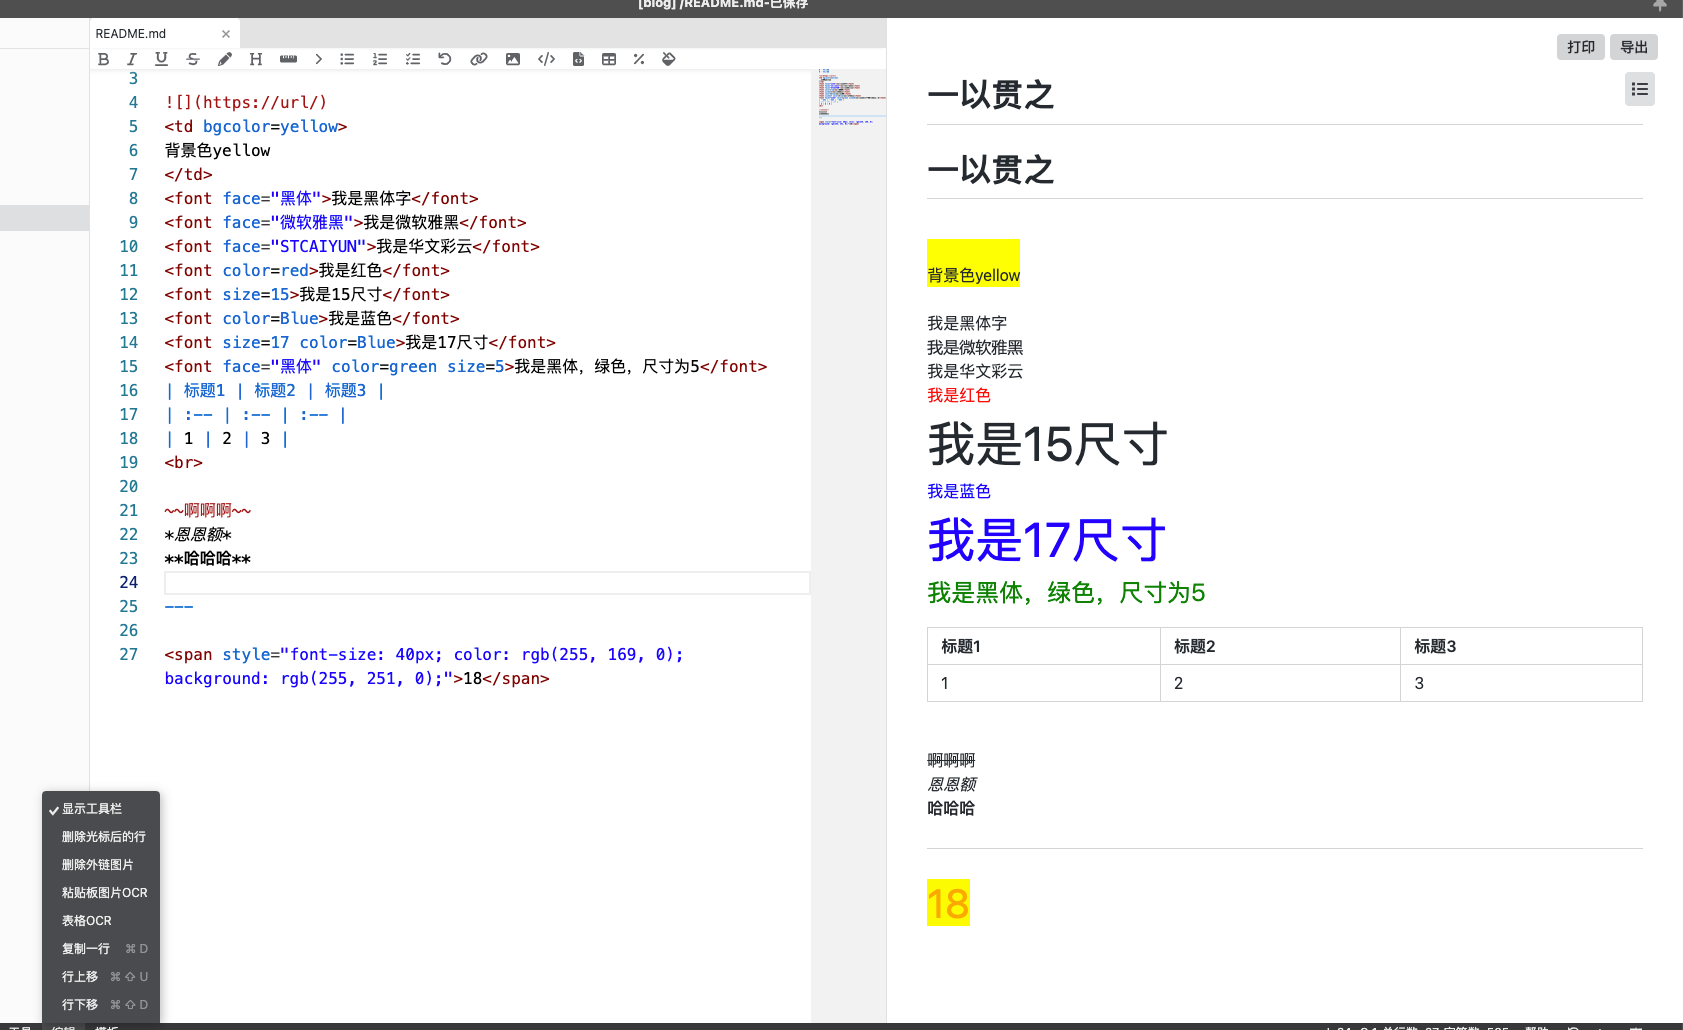 [blog] /README.md-已保存
README.md
打印
导出
3
4 ![](https://url/)
5 <td bgcolor=yellow>
6 背景色yellow
7 </td>
8 <font face="黑体">我是黑体字</font>
9 <font face="微软雅黑">我是微软雅黑</font>
10 <font face="STCAIYUN">我是华文彩云</font>
11 <font color=red>我是红色</font>
12 <font size=15>我是15尺寸</font>
13 <font color=Blue>我是蓝色</font>
14 <font size=17 color=Blue>我是17尺寸</font>
15 <font face="黑体" color=green size=5>我是黑体，绿色，尺寸为5</font>
16 | 标题1 | 标题2 | 标题3 |
17 | :-- | :-- | :-- |
18 | 1 | 2 | 3 |
19 <br>
20
21 ~~啊啊啊~~
22 *恩恩额*
23 **哈哈哈**
24
25 ---
26
27 <span style="font-size: 40px; color: rgb(255, 169, 0);
background: rgb(255, 251, 0);">18</span>
一以贯之
一以贯之
背景色yellow
我是黑体字
我是微软雅黑
我是华文彩云
我是红色
我是15尺寸
我是蓝色
我是17尺寸
我是黑体，绿色，尺寸为5
标题1 标题2 标题3
1 2 3
啊啊啊
恩恩额
哈哈哈
18
显示工具栏
删除光标后的行
删除外链图片
粘贴板图片OCR
表格OCR
复制一行 ⌘ D
行上移 ⌘ ⇧ U
行下移 ⌘ ⇧ D